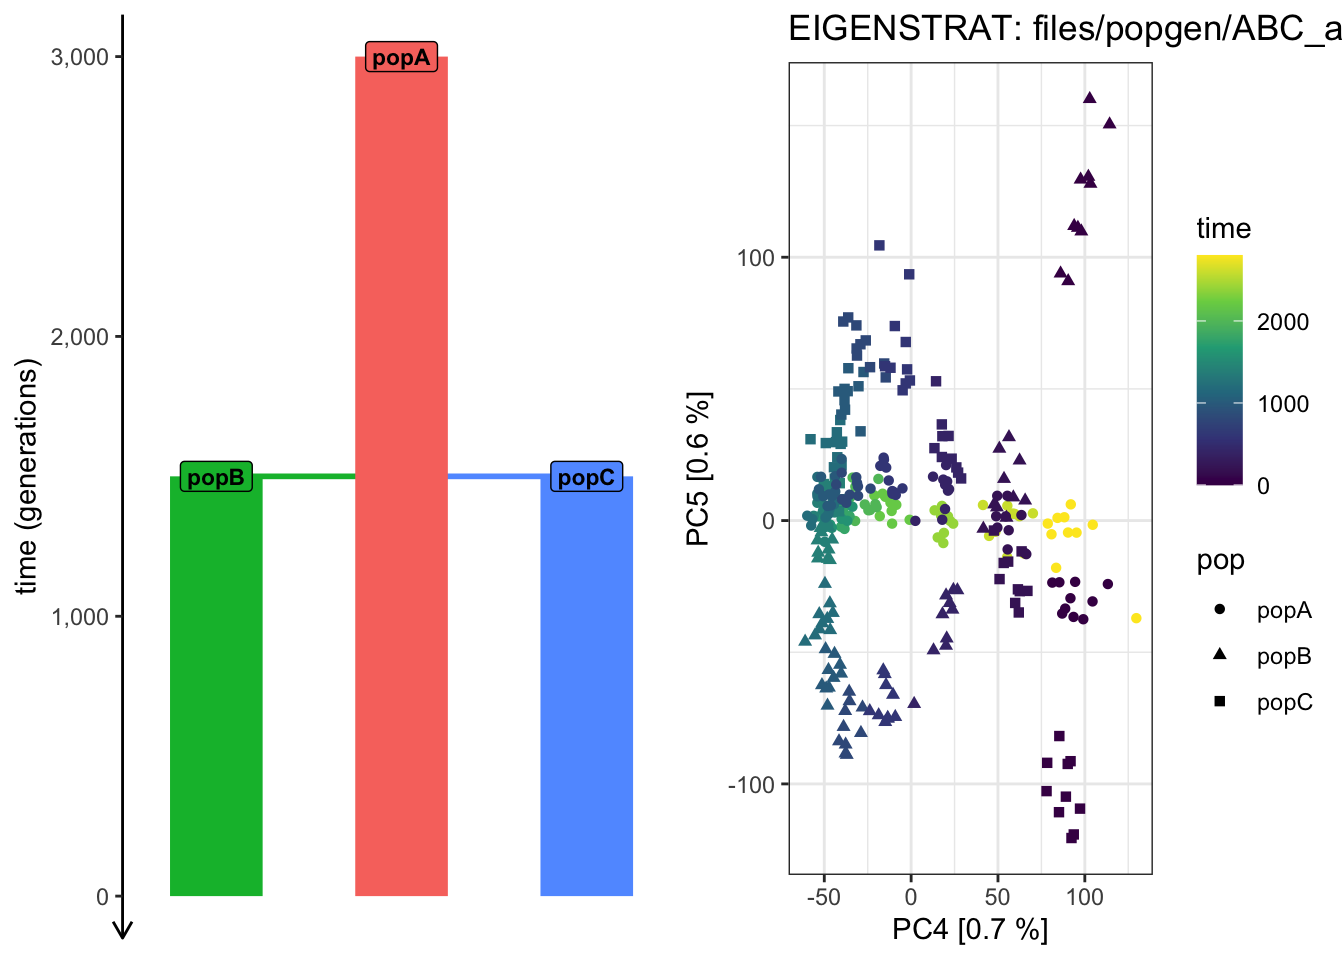 time (generations)
3,000
2,000
1,000
0
popA
popB
popC
EIGENSTRAT: files/popgen/ABC_a
PC5 [0.6 %]
100
0
-100
-50
0
50
100
PC4 [0.7 %]
time
2000
1000
0
pop
popA
popB
popC